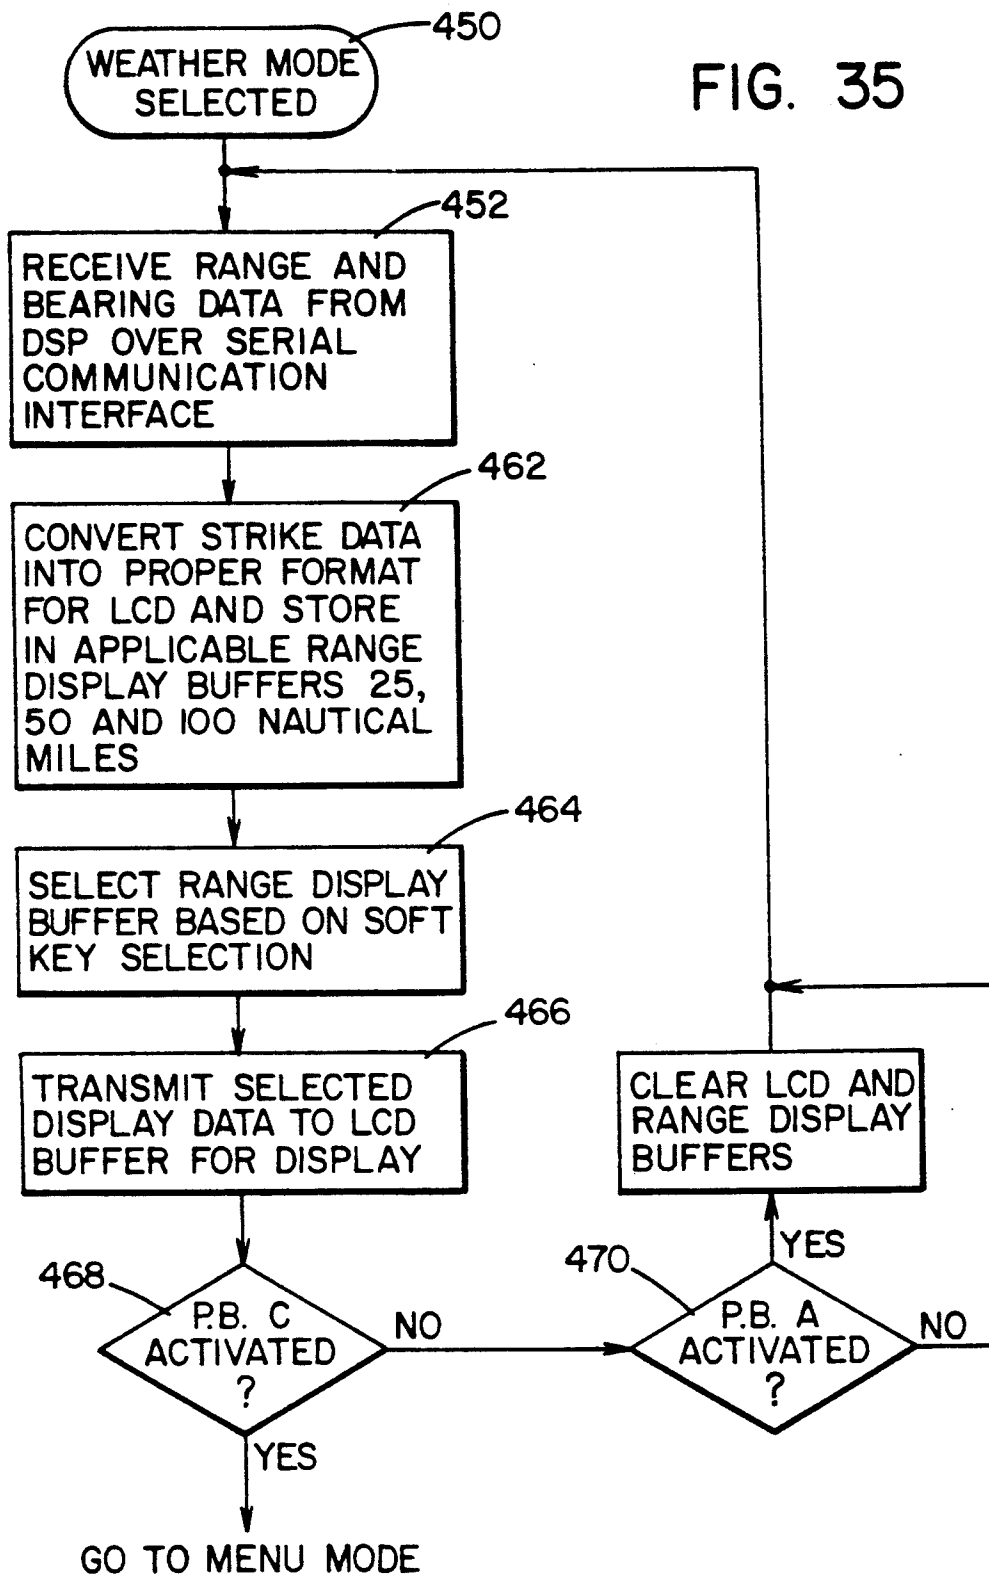 450
WEATHER MODE
SELECTED
FIG. 35
452
RECEIVE RANGE AND
BEARING DATA FROM
DSP OVER SERIAL
COMMUNICATION
INTERFACE
462
CONVERT STRIKE DATA
INTO PROPER FORMAT
FOR LCD AND STORE
IN APPLICABLE RANGE
DISPLAY BUFFERS 25,
50 AND 100 NAUTICAL
MILES
464
SELECT RANGE DISPLAY
BUFFER BASED ON SOFT
KEY SELECTION
466
TRANSMIT SELECTED
DISPLAY DATA TO LCD
BUFFER FOR DISPLAY
CLEAR LCD AND
RANGE DISPLAY
BUFFERS
468
P.B. C
ACTIVATED
?
NO
YES
GO TO MENU MODE
470
YES
P.B. A
ACTIVATED
?
NO